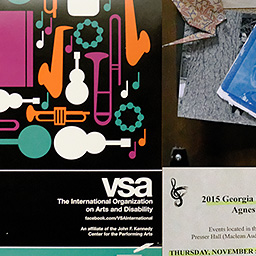 vsa
The International Organization
on Arts and Disability
facebook.com/VSAInternational
An affiliate of the John F. Kennedy
Center for the Performing Arts
2015 Georgia
Agnes
Events located in th
Presser Hall (Maclean Au
THURSDAY, NOVEMBER